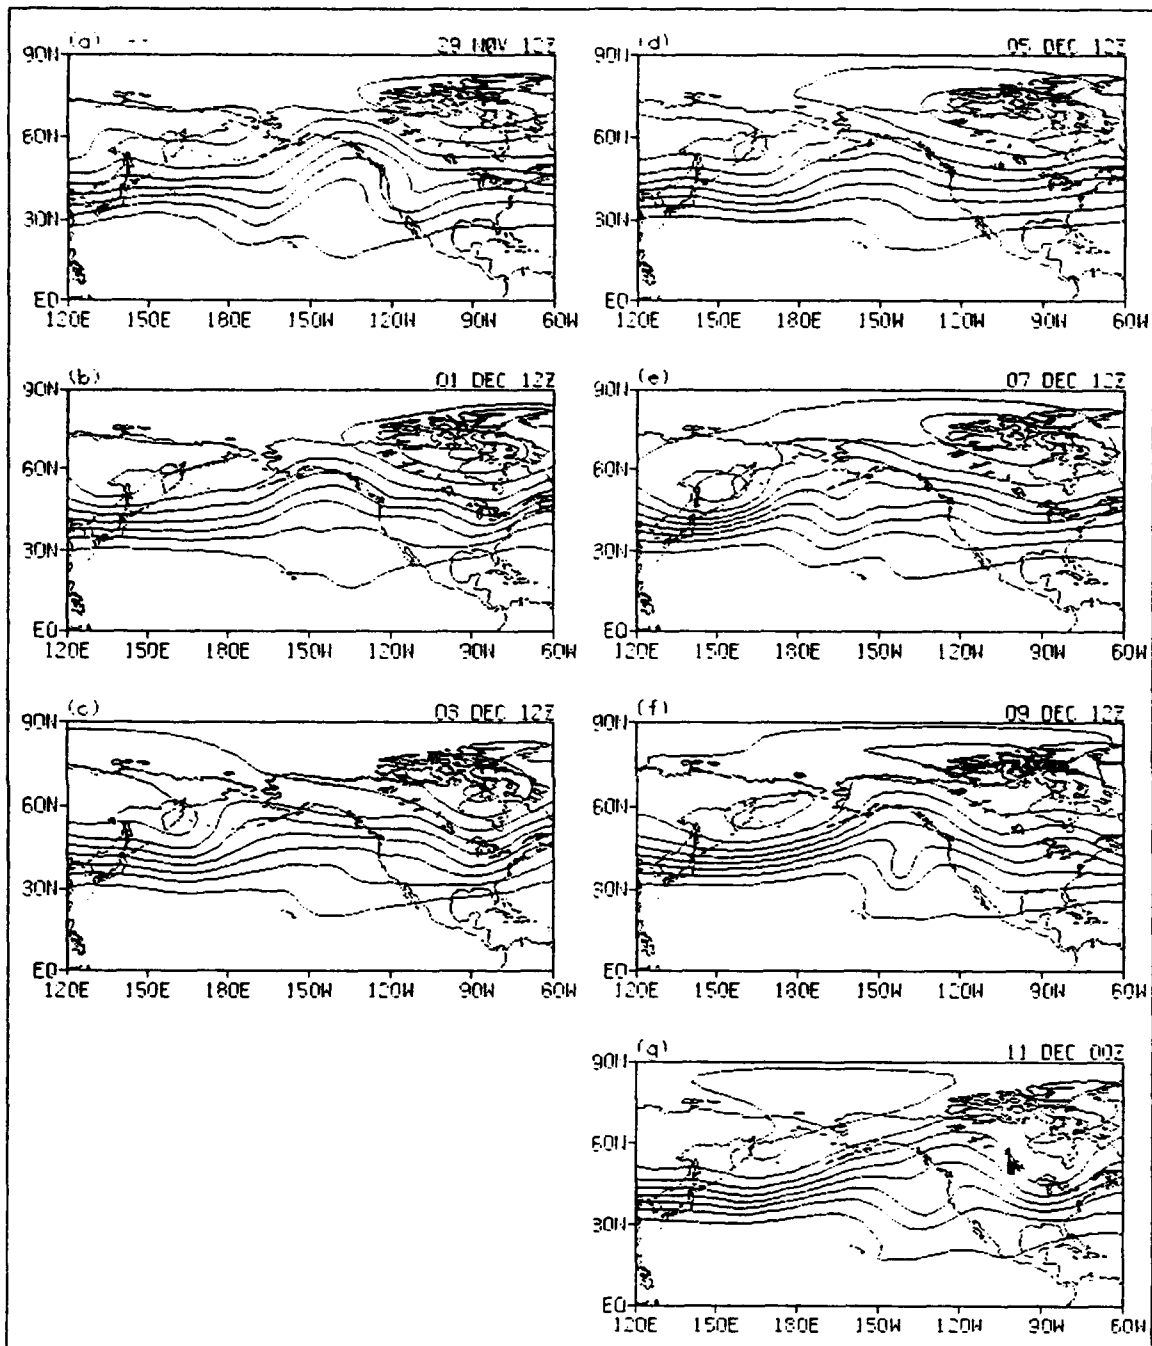 (a) 29 NOV 12Z
90N
60N
30N
EQ
120E 150E 180E 150W 120W 90W 60W
(b) 01 DEC 12Z
90N
60N
30N
EQ
120E 150E 180E 150W 120W 90W 60W
(c) 03 DEC 12Z
90N
60N
30N
EQ
120E 150E 180E 150W 120W 90W 60W
(d) 05 DEC 12Z
90N
60N
30N
EQ
120E 150E 180E 150W 120W 90W 60W
(e) 07 DEC 12Z
90N
60N
30N
EQ
120E 150E 180E 150W 120W 90W 60W
(f) 09 DEC 12Z
90N
60N
30N
EQ
120E 150E 180E 150W 120W 90W 60W
(g) 11 DEC 00Z
90N
60N
30N
EQ
120E 150E 180E 150W 120W 90W 60W